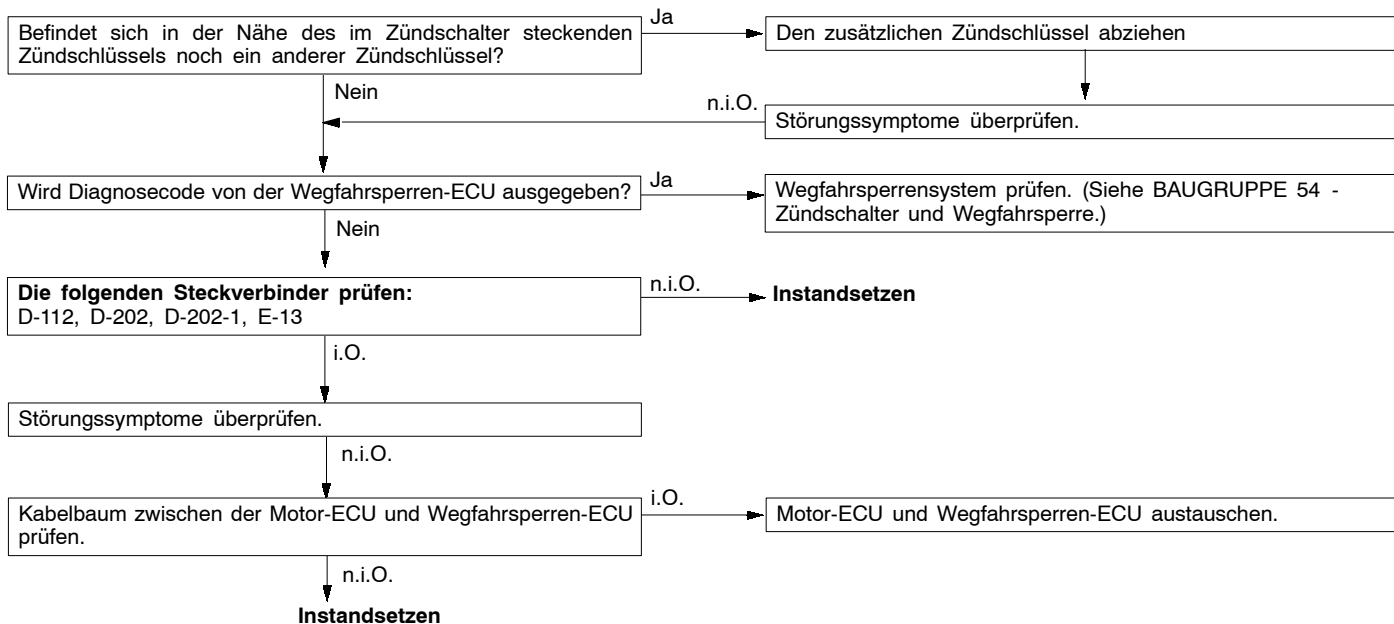 Befindet sich in der Nähe des im Zündschalter steckenden
Zündschlüssels noch ein anderer Zündschlüssel?
Ja
Den zusätzlichen Zündschlüssel abziehen
Nein
n.i.O.
Störungssymptome überprüfen.
Wird Diagnosecode von der Wegfahrsperren-ECU ausgegeben?
Ja
Wegfahrsperrensystem prüfen. (Siehe BAUGRUPPE 54 -
Zündschalter und Wegfahrsperre.)
Nein
Die folgenden Steckverbinder prüfen:
D-112, D-202, D-202-1, E-13
n.i.O.
Instandsetzen
i.O.
Störungssymptome überprüfen.
n.i.O.
Kabelbaum zwischen der Motor-ECU und Wegfahrsperren-ECU
prüfen.
i.O.
Motor-ECU und Wegfahrsperren-ECU austauschen.
n.i.O.
Instandsetzen